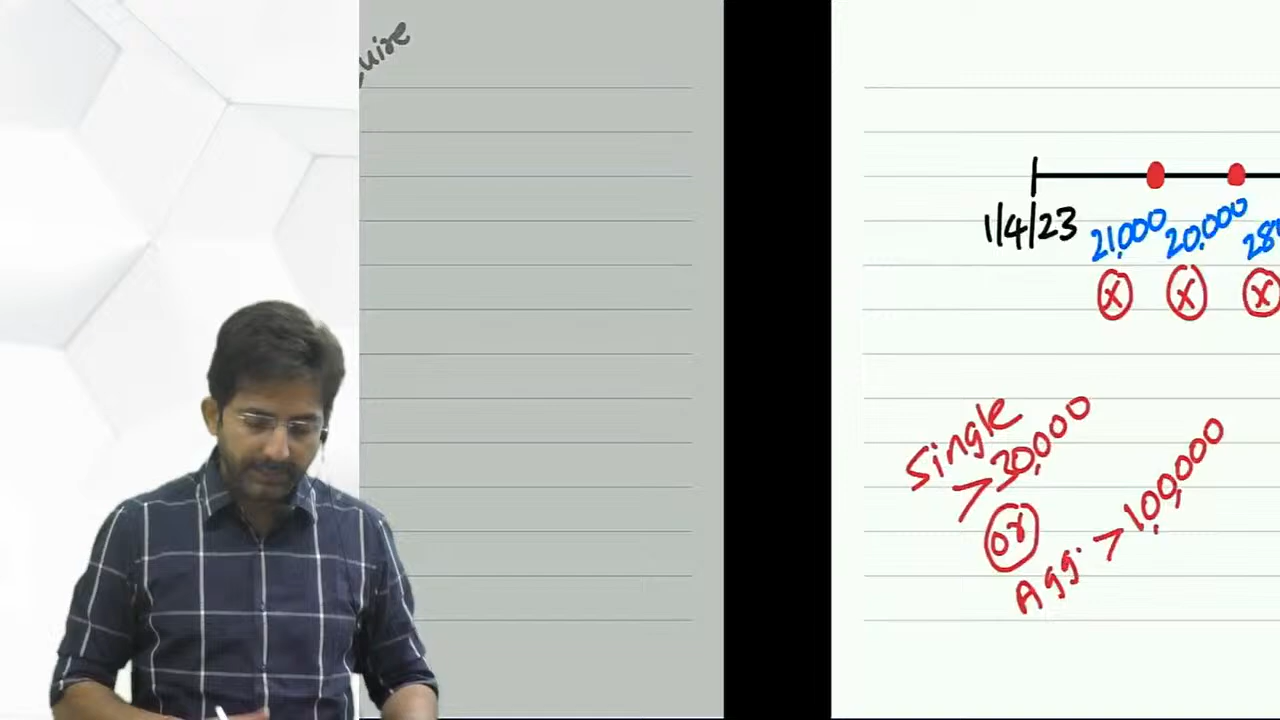 1/4/23
21,000 20,000
X X X
Single
>30,000
or
Agg. > 1,00,000